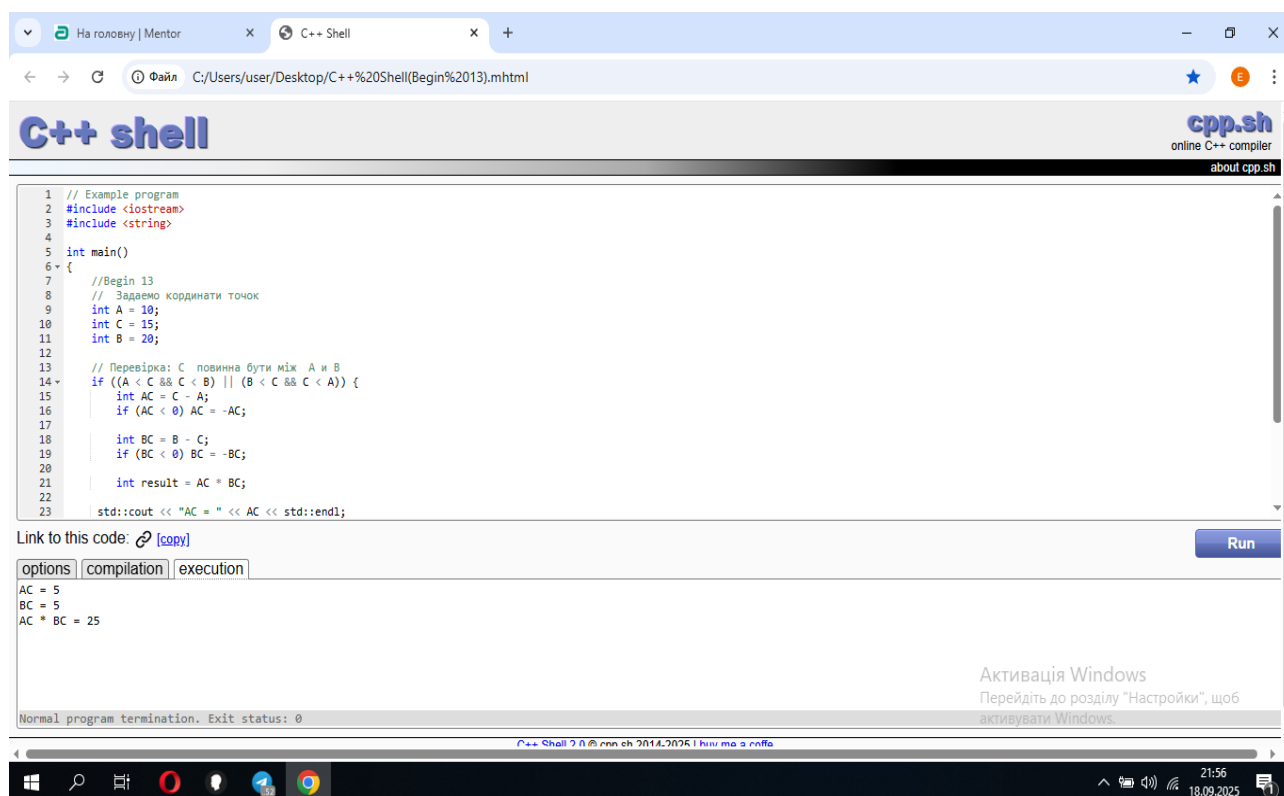 На головну | Mentor
C++ Shell
Файл C:/Users/user/Desktop/C++%20Shell(Begin%2013).mhtml
E
C++ shell
cpp.sh
online C++ compiler
about cpp.sh
1 // Example program
2 #include <iostream>
3 #include <string>
4
5 int main()
6 {
7 //Begin 13
8 // Задаемо кординати точок
9 int A = 10;
10 int C = 15;
11 int B = 20;
12
13 // Перевірка: C повинна бути між A и B
14 if ((A < C && C < B) || (B < C && C < A)) {
15 int AC = C - A;
16 if (AC < 0) AC = -AC;
17
18 int BC = B - C;
19 if (BC < 0) BC = -BC;
20
21 int result = AC * BC;
22
23 std::cout << "AC = " << AC << std::endl;
Link to this code: [copy]
Run
options compilation execution
AC = 5
BC = 5
AC * BC = 25
Активація Windows
Перейдіть до розділу "Настройки", щоб
активувати Windows.
Normal program termination. Exit status: 0
C++ Shell 2.0 © cpp.sh 2014-2025 | buy me a coffe
52
21:56
18.09.2025
1